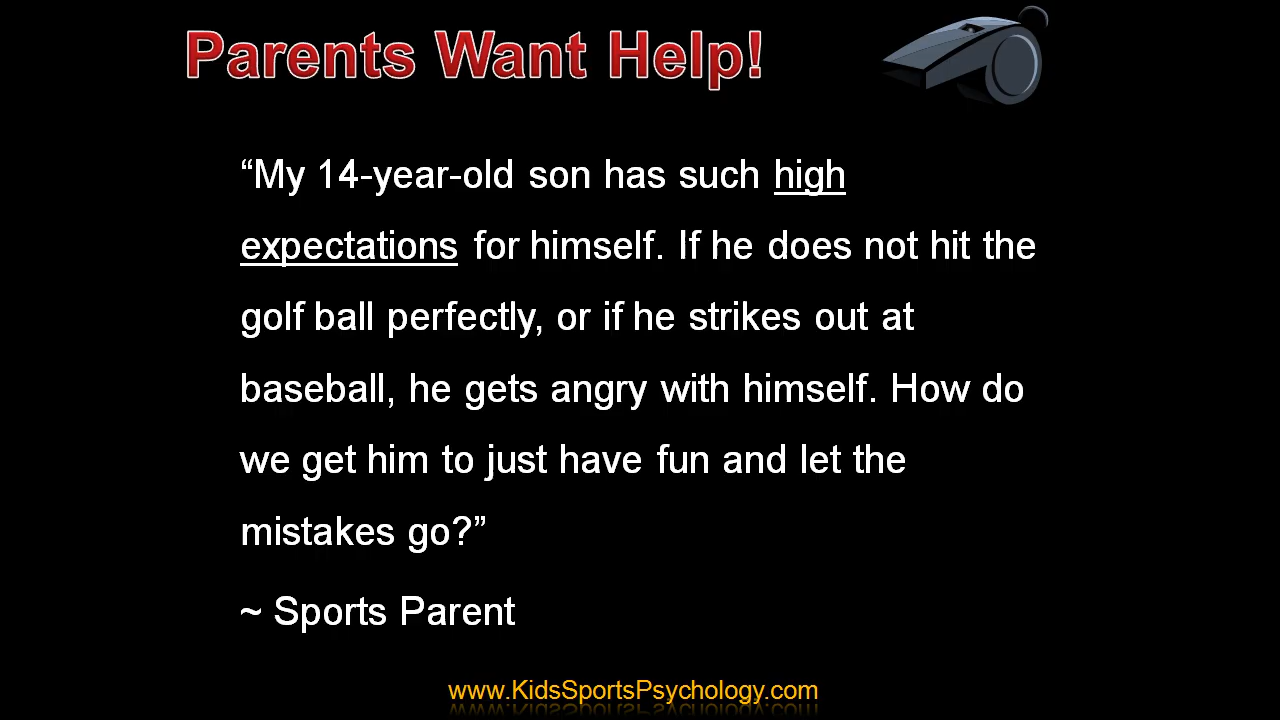 Parents Want Help!
“My 14-year-old son has such high
expectations for himself. If he does not hit the
golf ball perfectly, or if he strikes out at
baseball, he gets angry with himself. How do
we get him to just have fun and let the
mistakes go?”
~ Sports Parent
www.KidsSportsPsychology.com